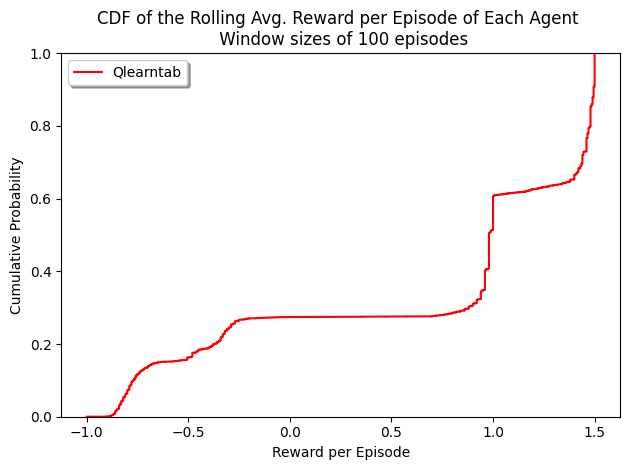 CDF of the Rolling Avg. Reward per Episode of Each Agent
Window sizes of 100 episodes
Qlearntab
Cumulative Probability
1.0
0.8
0.6
0.4
0.2
0.0
−1.0 −0.5 0.0 0.5 1.0 1.5
Reward per Episode